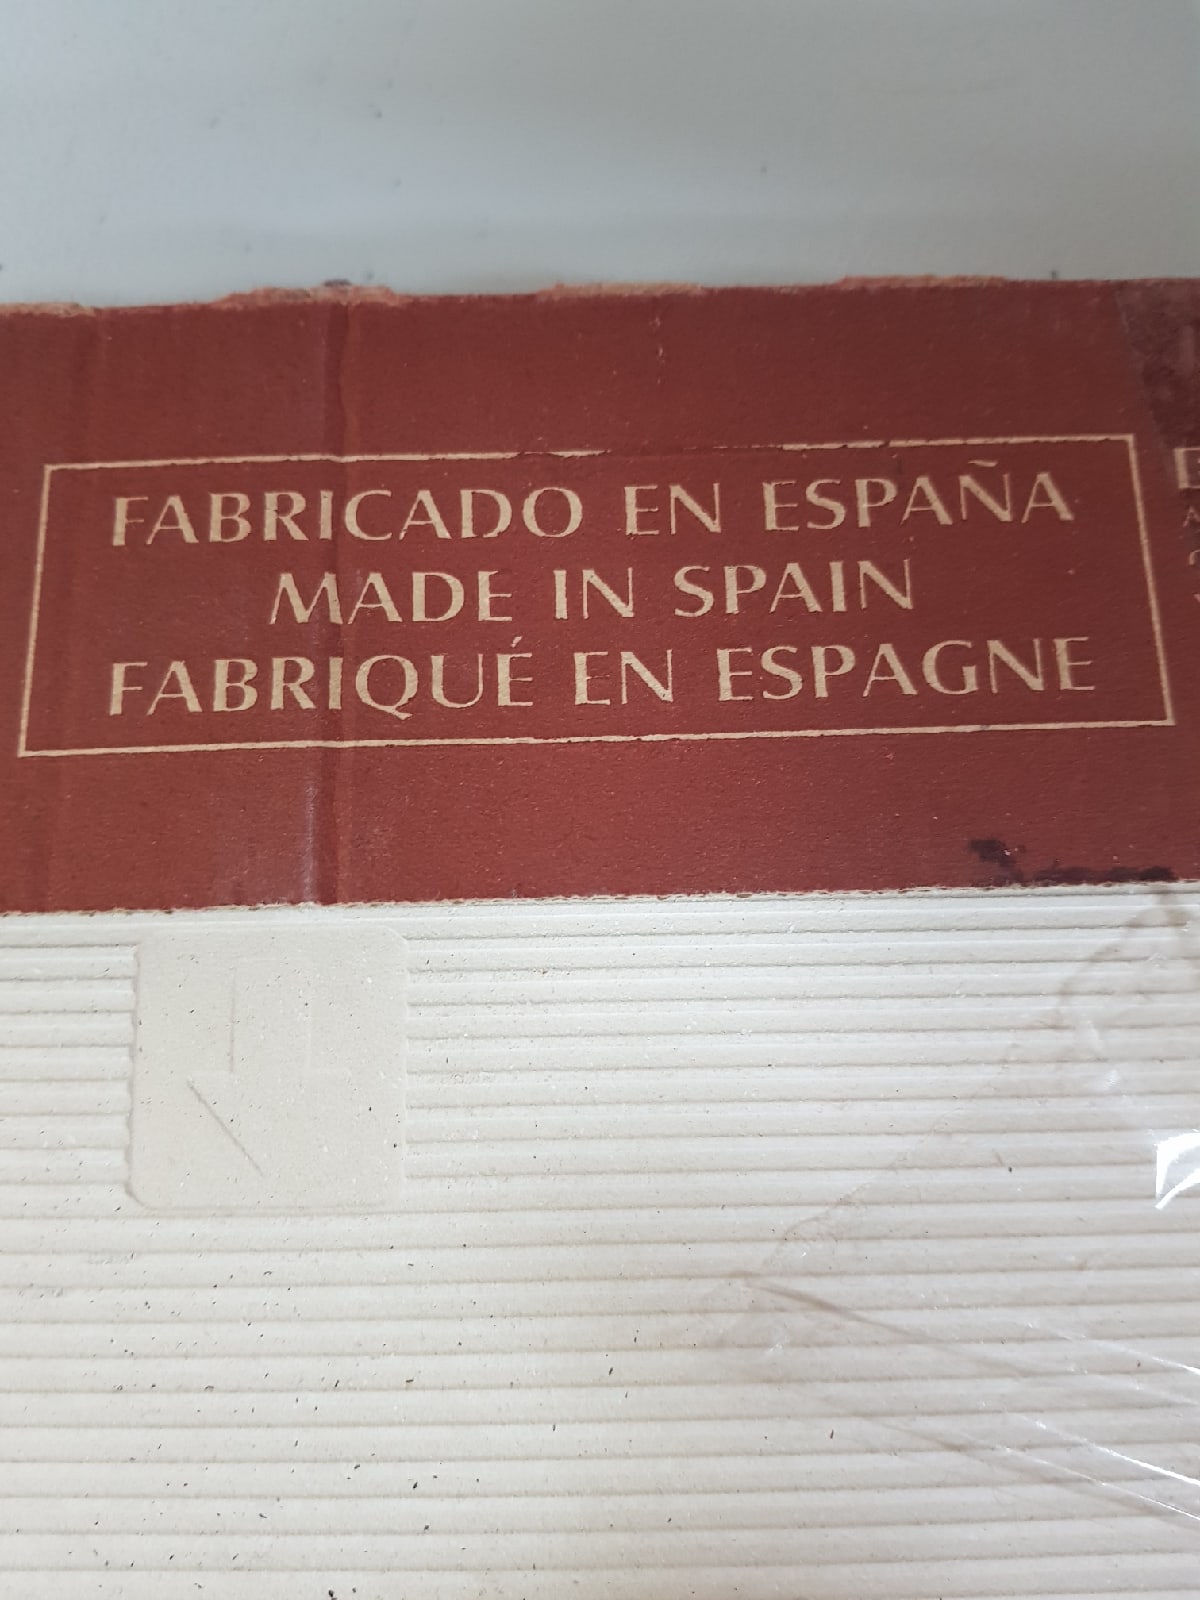 FABRICADO EN ESPAÑA
MADE IN SPAIN
FABRIQUÉ EN ESPAGNE